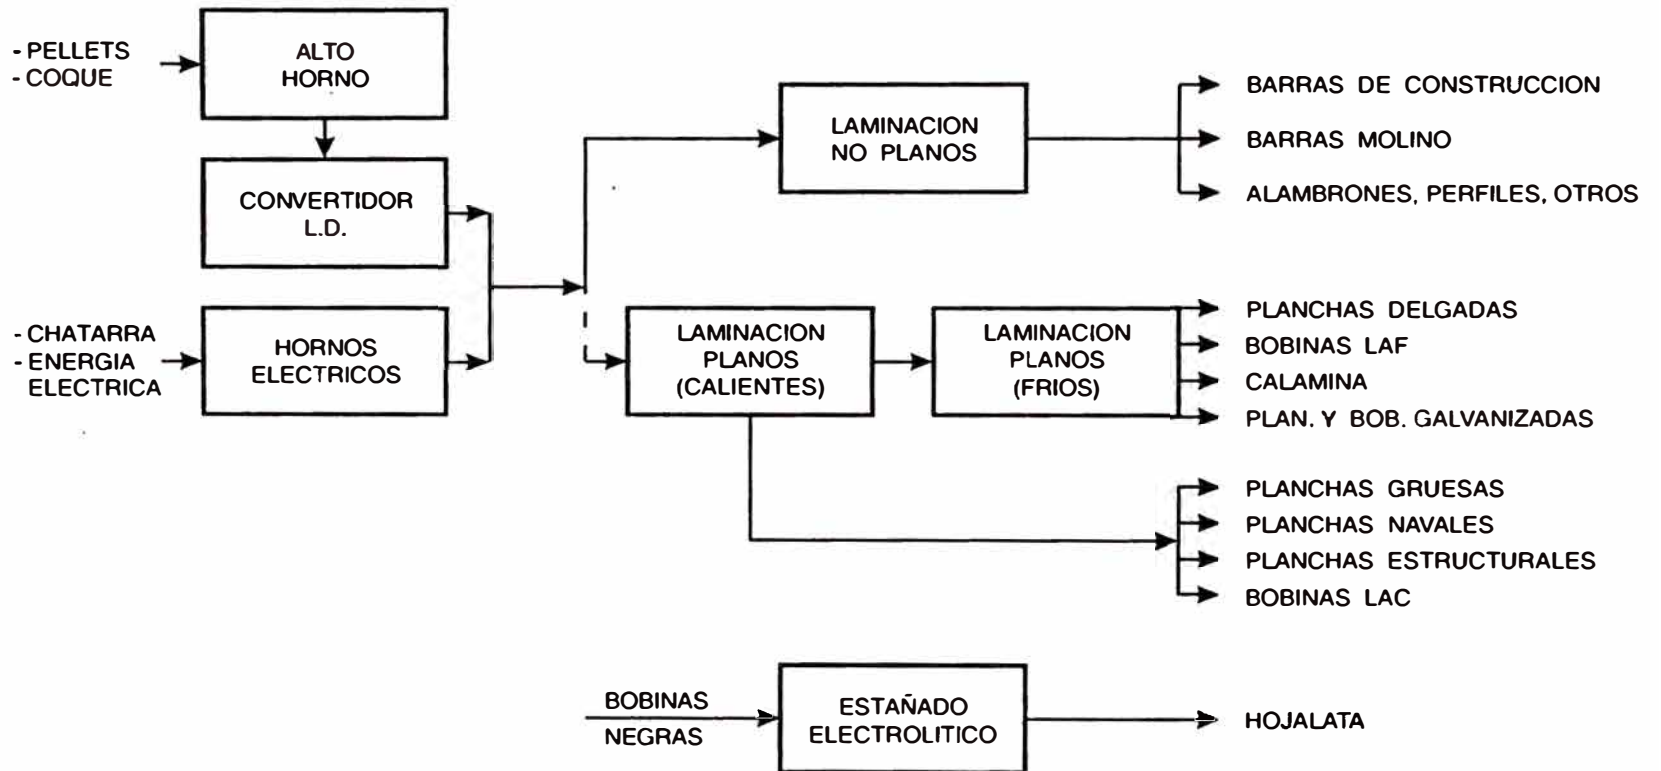 - PELLETS
- COQUE
ALTO
HORNO
CONVERTIDOR
L.D.
- CHATARRA
- ENERGÍA
ELECTRICA
HORNOS
ELECTRICOS
LAMINACION
NO PLANOS
BARRAS DE CONSTRUCCION
BARRAS MOLINO
ALAMBRONES, PERFILES, OTROS
LAMINACION
PLANOS
(CALIENTES)
LAMINACION
PLANOS
(FRIOS)
PLANCHAS DELGADAS
BOBINAS LAF
CALAMINA
PLAN. Y BOB. GALVANIZADAS
PLANCHAS GRUESAS
PLANCHAS NAVALES
PLANCHAS ESTRUCTURALES
BOBINAS LAC
BOBINAS
NEGRAS
ESTAÑADO
ELECTROLITICO
HOJALATA